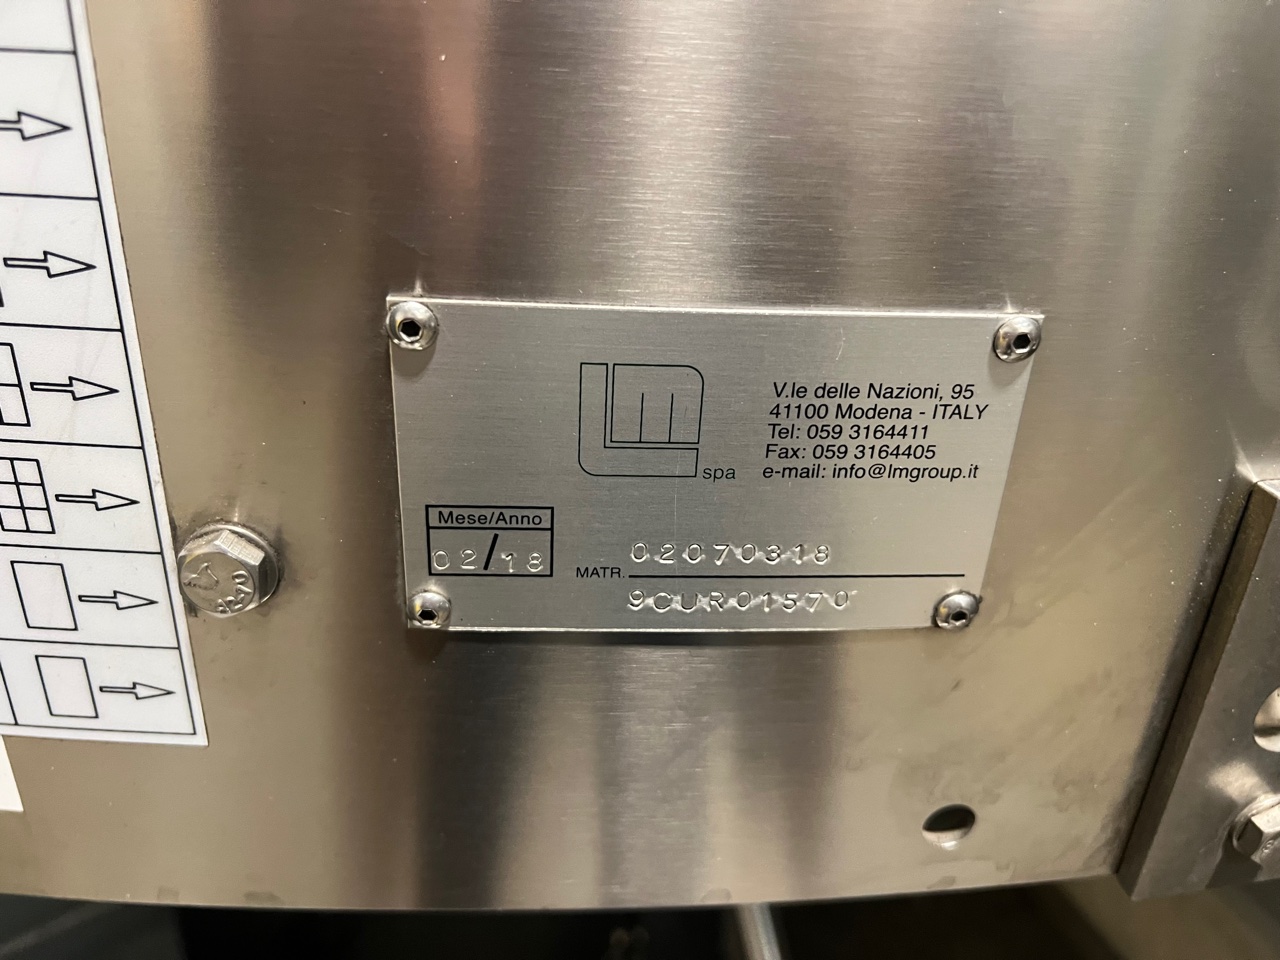 V.le delle Nazioni, 95
41100 Modena - ITALY
Tel: 059 3164411
Fax: 059 3164405
e-mail: info@lmgroup.it
LM spa
Mese/Anno
02/18
MATR. 02070318
9CUR01570
A2-70